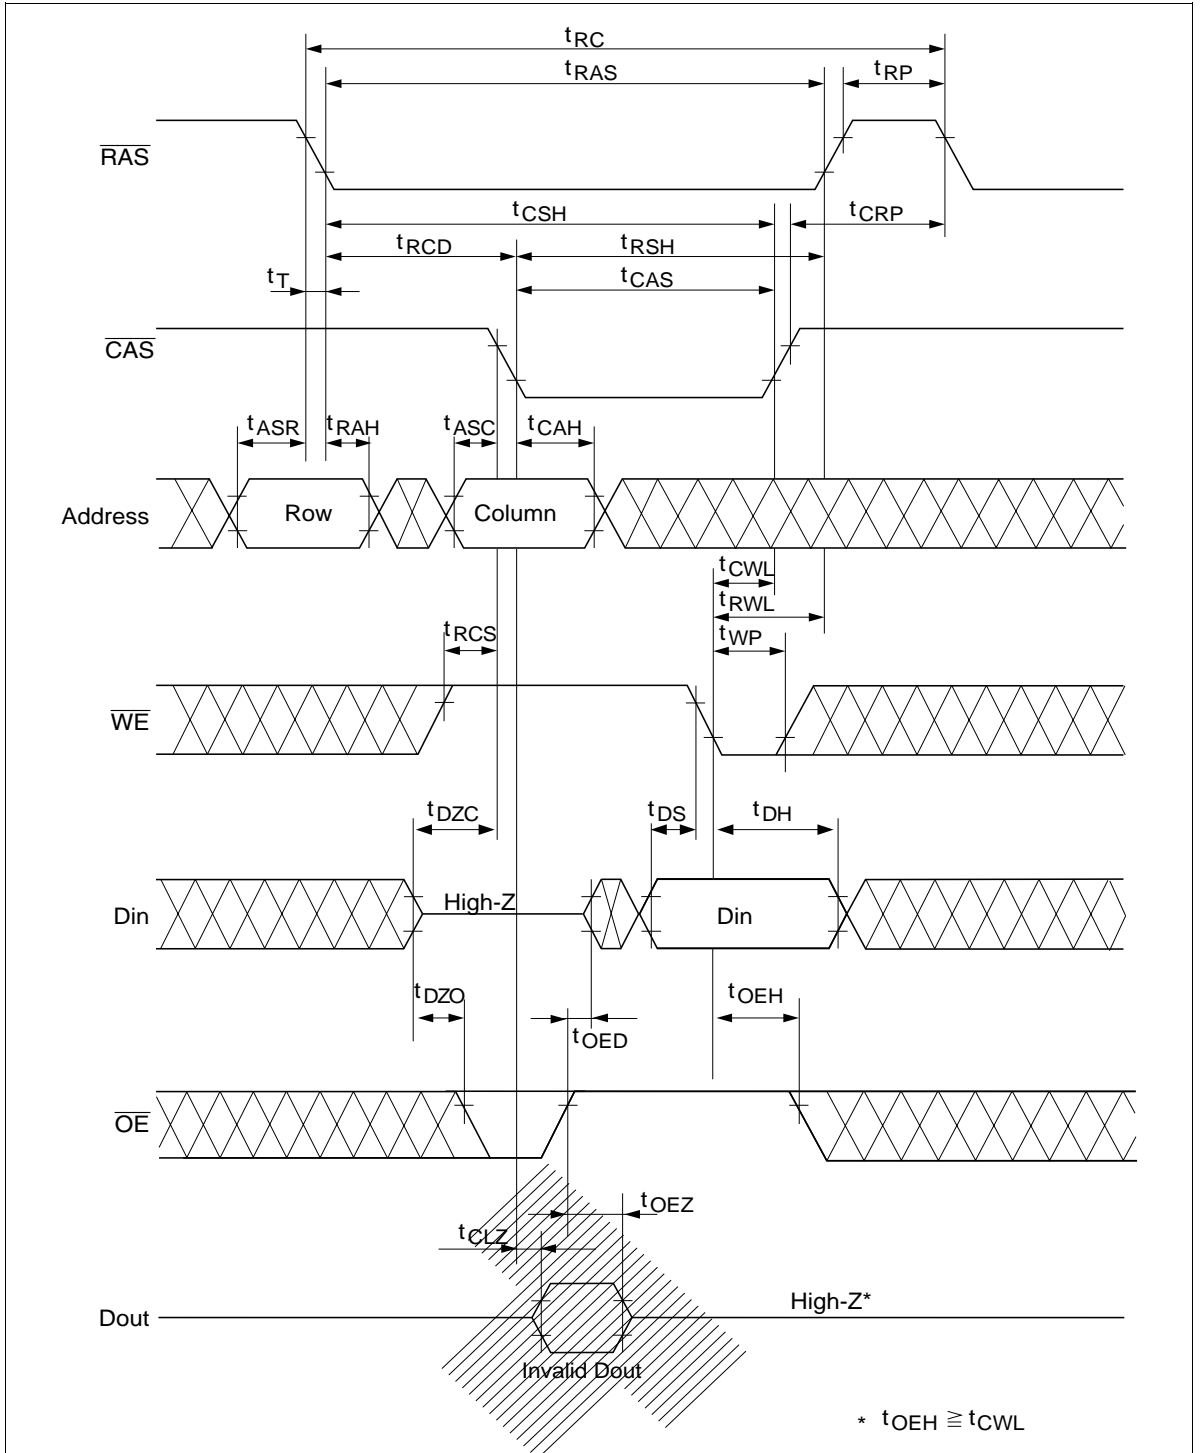 tRC
tRAS
tRP
RAS
tCSH
tCRP
tRCD
tRSH
tT
tCAS
CAS
tASR
tRAH
tASC
tCAH
Address
Row
Column
tCWL
tRWL
tRCS
tWP
WE
tDZC
tDS
tDH
Din
High-Z
Din
tDZO
tOEH
tOED
OE
tOEZ
tCLZ
Dout
High-Z*
Invalid Dout
* tOEH ≧ tCWL